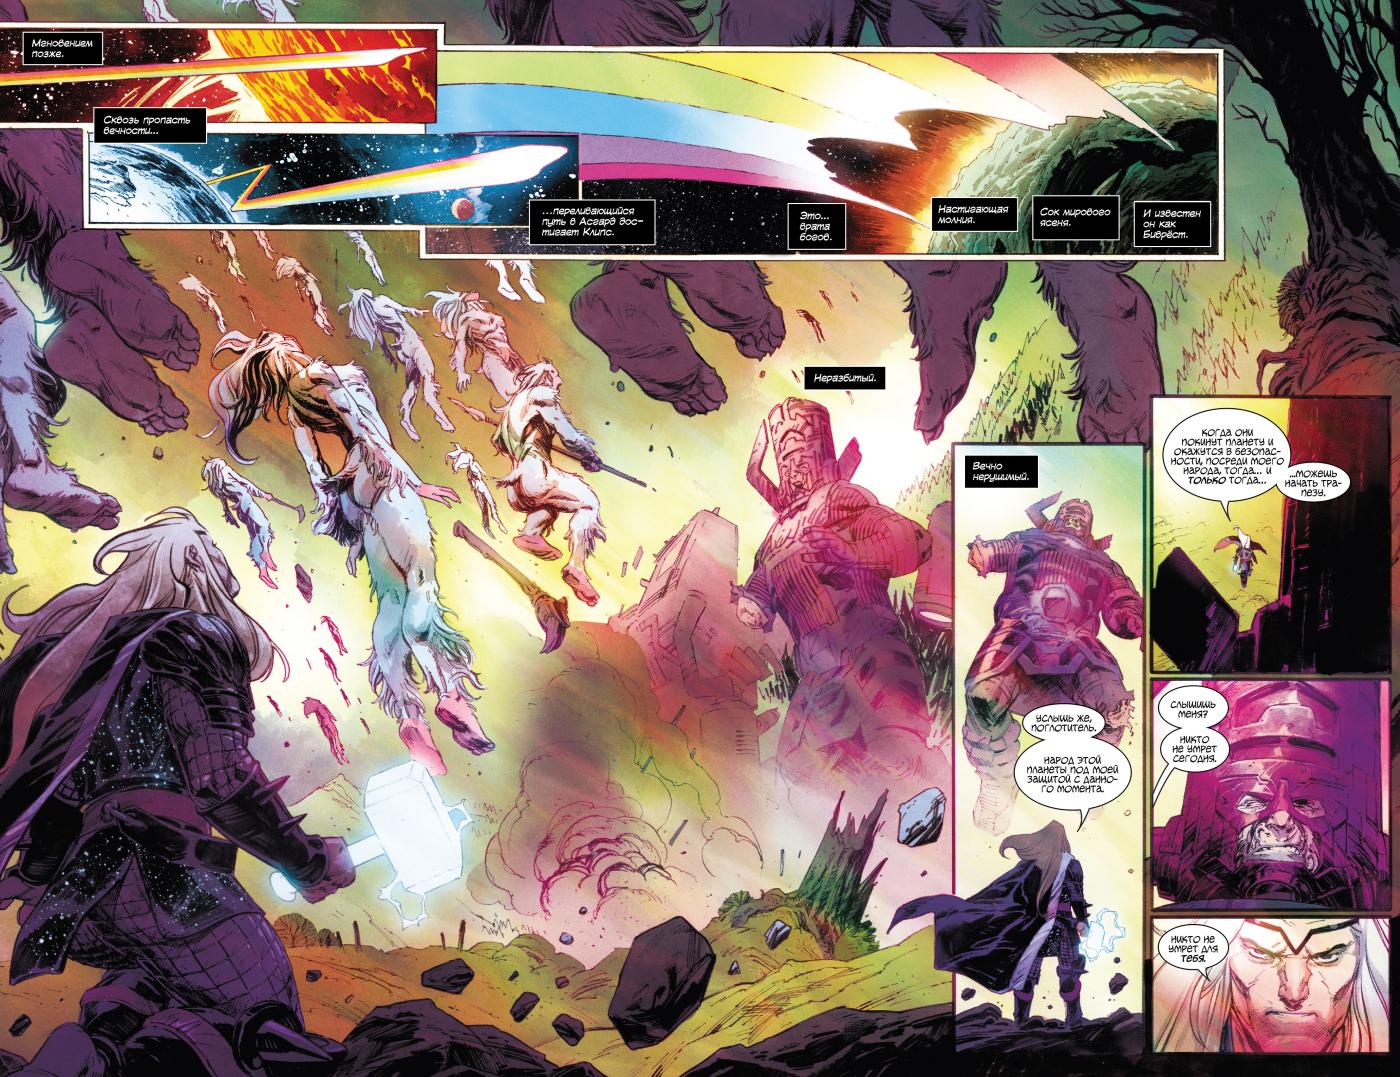 Мгновением
позже.
Сквозь пропасть
вечности...
...переливающийся
путь в Асгард дос-
тигает Клипс.
Это...
врата
богов.
Настигающая
молния.
Сок мирового
ясеня.
И известен
он как
Биврёст.
Неразбитый.
Вечно
нерушимый.
УСЛЫШЬ ЖЕ,
ПОГЛОТИТЕЛЬ.
НАРОД ЭТОЙ
ПЛАНЕТЫ ПОД МОЕЙ
ЗАЩИТОЙ С ДАННО-
ГО МОМЕНТА.
КОГДА ОНИ
ПОКИНУТ ПЛАНЕТУ И
ОКАЖУТСЯ В БЕЗОПАС-
НОСТИ, ПОСРЕДИ МОЕГО
НАРОДА, ТОГДА... И
ТОЛЬКО ТОГДА...
...МОЖЕШЬ
НАЧАТЬ ТРА-
ПЕЗУ.
СЛЫШИШЬ
МЕНЯ?
НИКТО
НЕ УМРЕТ
СЕГОДНЯ.
НИКТО НЕ
УМРЕТ ДЛЯ
ТЕБЯ.